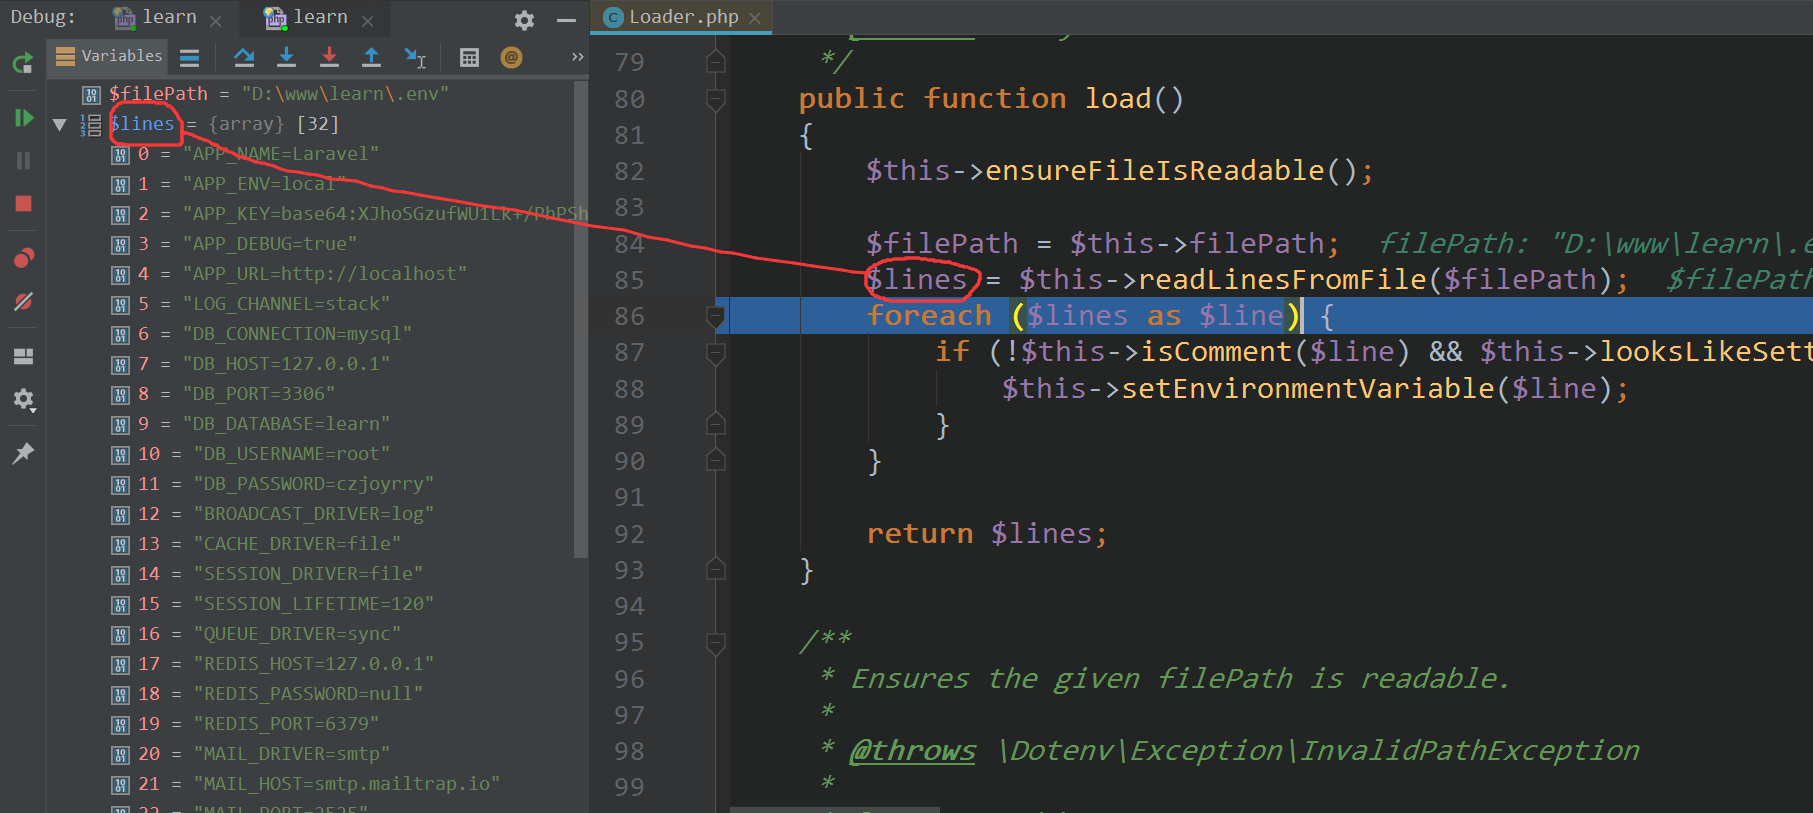 Debug: learn learn
Variables
$filePath = "D:\www\learn\.env"
$lines = {array} [32]
0 = "APP_NAME=Laravel"
1 = "APP_ENV=local"
2 = "APP_KEY=base64:XJhoSGzufWU1Lk+/PhPSh
3 = "APP_DEBUG=true"
4 = "APP_URL=http://localhost"
5 = "LOG_CHANNEL=stack"
6 = "DB_CONNECTION=mysql"
7 = "DB_HOST=127.0.0.1"
8 = "DB_PORT=3306"
9 = "DB_DATABASE=learn"
10 = "DB_USERNAME=root"
11 = "DB_PASSWORD=czjoyrry"
12 = "BROADCAST_DRIVER=log"
13 = "CACHE_DRIVER=file"
14 = "SESSION_DRIVER=file"
15 = "SESSION_LIFETIME=120"
16 = "QUEUE_DRIVER=sync"
17 = "REDIS_HOST=127.0.0.1"
18 = "REDIS_PASSWORD=null"
19 = "REDIS_PORT=6379"
20 = "MAIL_DRIVER=smtp"
21 = "MAIL_HOST=smtp.mailtrap.io"
22 = "MAIL_PORT=2525"
Loader.php
79 */
80 public function load()
81 {
82 $this->ensureFileIsReadable();
83
84 $filePath = $this->filePath; filePath: "D:\www\learn\.e
85 $lines = $this->readLinesFromFile($filePath); $filePath
86 foreach ($lines as $line) {
87 if (!$this->isComment($line) && $this->looksLikeSett
88 $this->setEnvironmentVariable($line);
89 }
90 }
91
92 return $lines;
93 }
94
95 /**
96 * Ensures the given filePath is readable.
97 *
98 * @throws \Dotenv\Exception\InvalidPathException
99 *